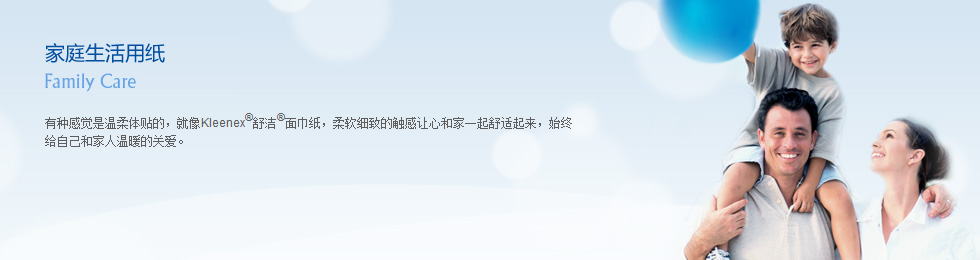 家庭生活用纸
Family Care
有种感觉是温柔体贴的，就像Kleenex®舒洁®面巾纸，柔软细致的触感让心和家一起舒适起来，始终
给自己和家人温暖的关爱。